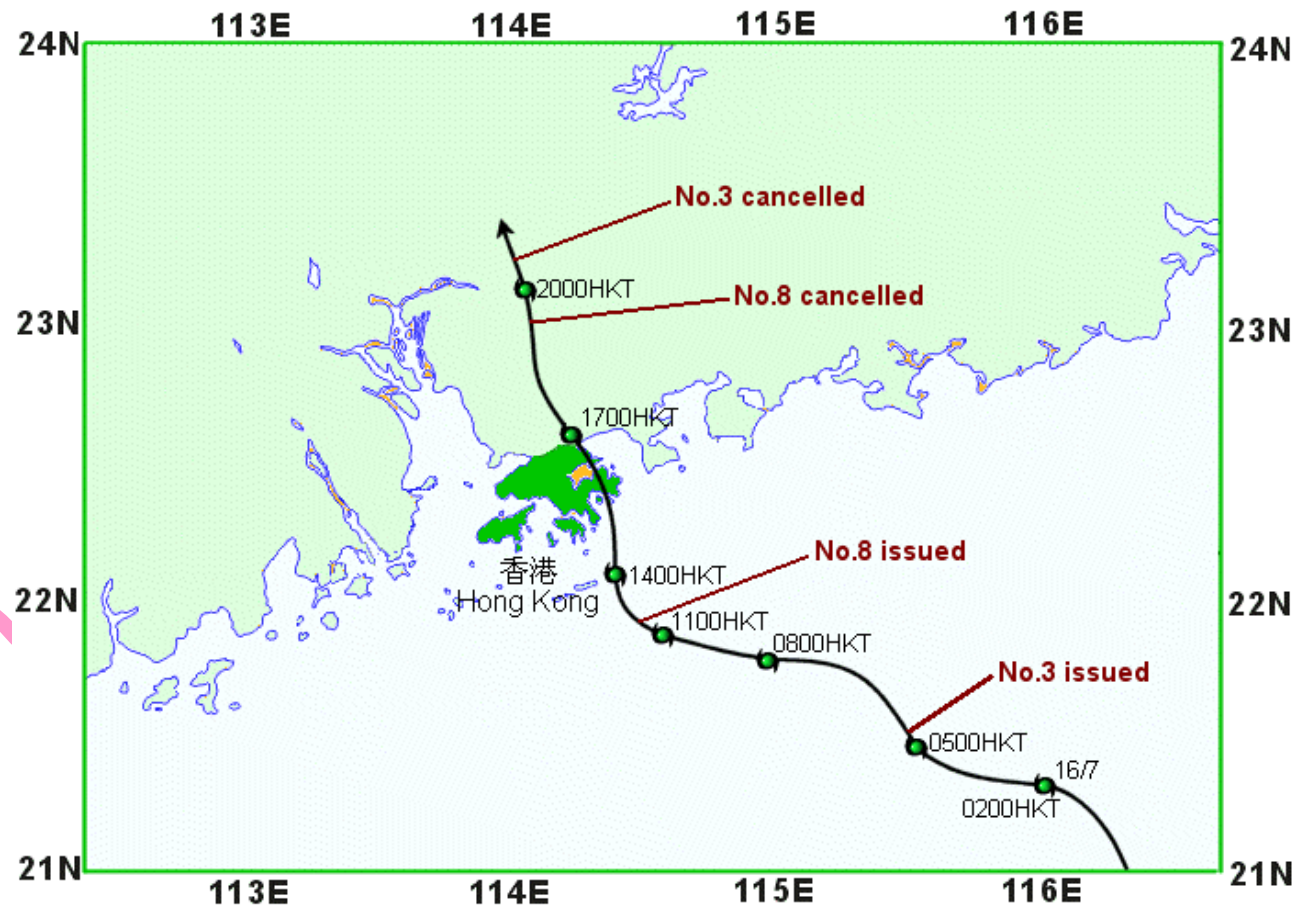 113E 114E 115E 116E
24N 24N
No.3 cancelled
2000HKT
No.8 cancelled
23N 23N
1700HKT
No.8 issued
香港
1400HKT
Hong Kong
22N 22N
1100HKT
0800HKT
No.3 issued
0500HKT
16/7
0200HKT
21N 21N
113E 114E 115E 116E